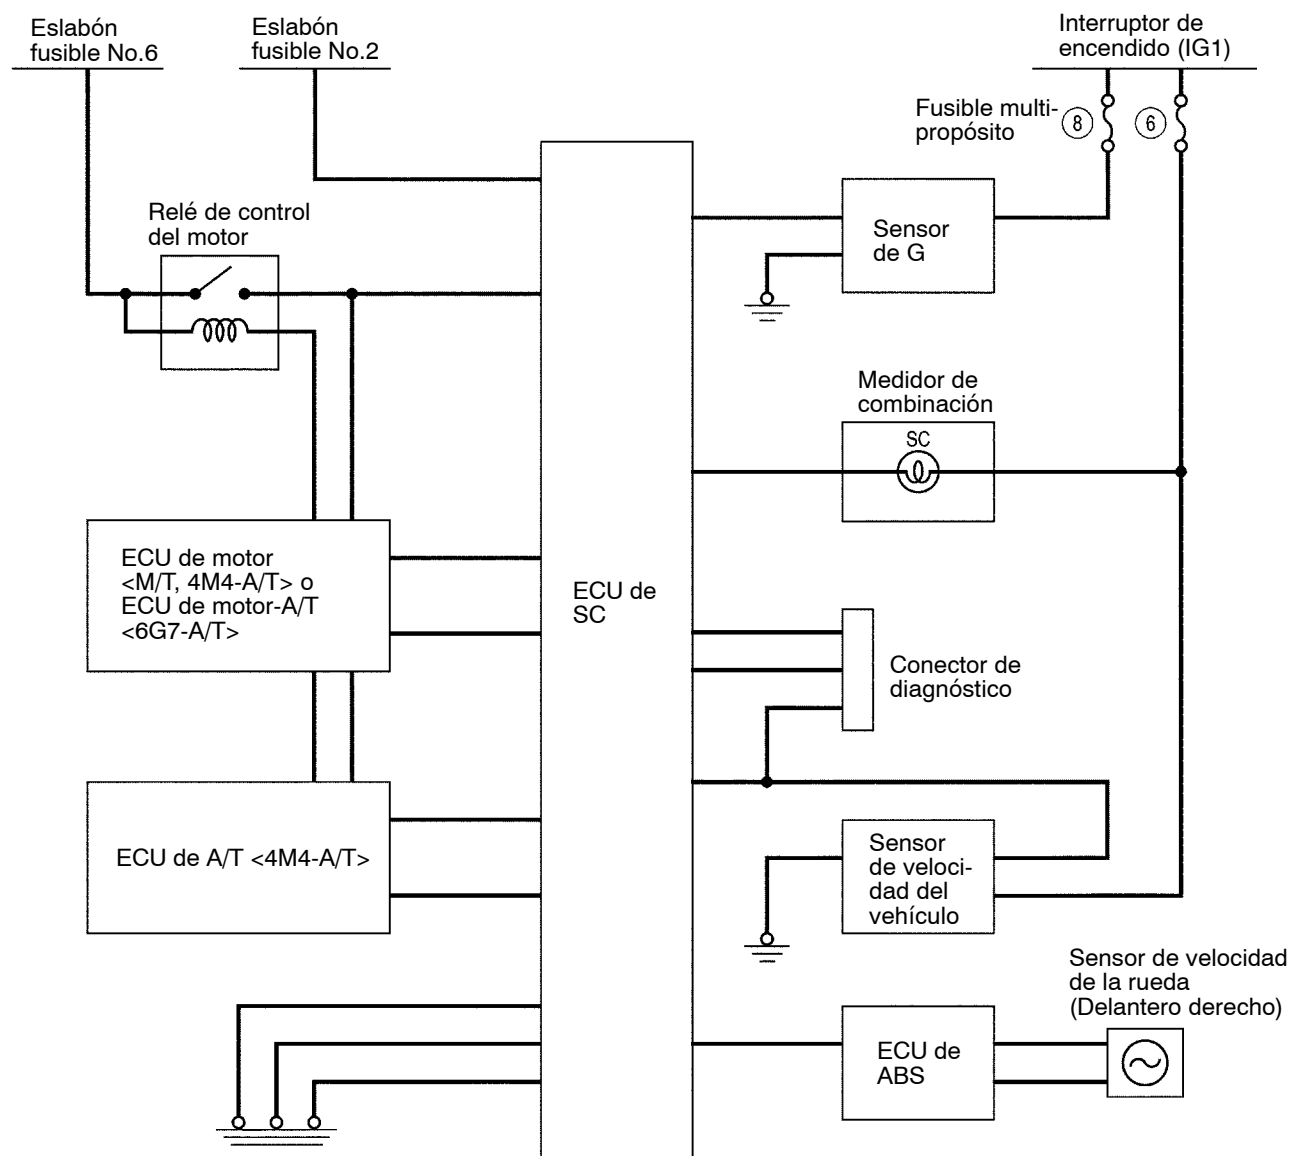 Eslabón
fusible No.6
Eslabón
fusible No.2
Interruptor de
encendido (IG1)
Fusible multi-
propósito
8
6
Relé de control
del motor
Sensor
de G
Medidor de
combinación
SC
ECU de motor
<M/T, 4M4-A/T> o
ECU de motor-A/T
<6G7-A/T>
ECU de
SC
Conector de
diagnóstico
ECU de A/T <4M4-A/T>
Sensor
de veloci-
dad del
vehículo
Sensor de velocidad
de la rueda
(Delantero derecho)
ECU de
ABS